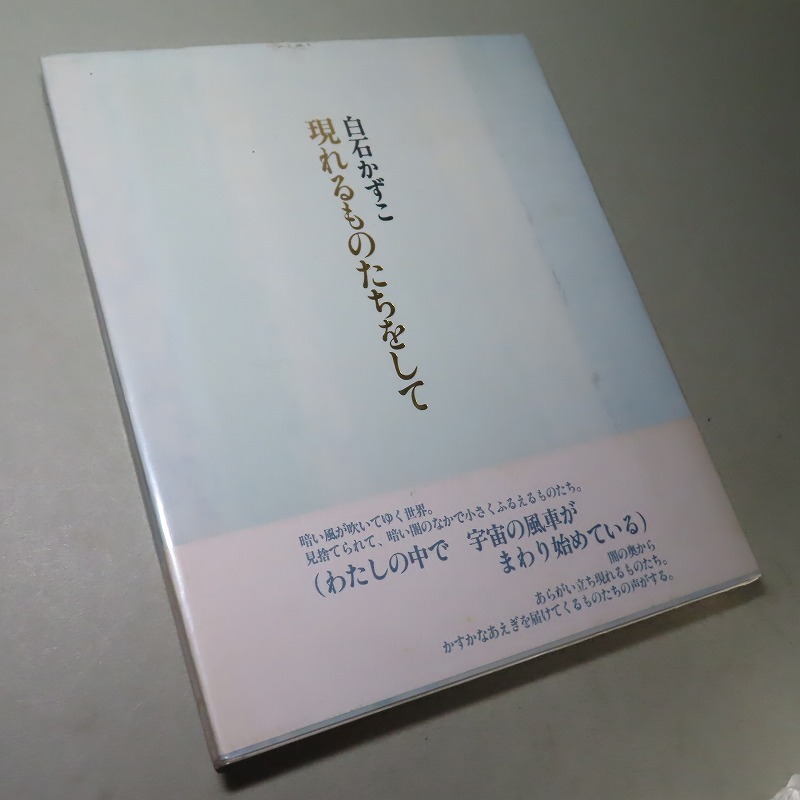 白石かずこ
現れるものたちをして
暗い風が吹いてゆく世界。
見捨てられて、暗い闇のなかで小さくふるえるものたち。
(わたしの中で 宇宙の風車が
まわり始めている)
闇の奥から
あらがい立ち現れるものたち。
かすかなあえぎを届けてくるものたちの声がする。